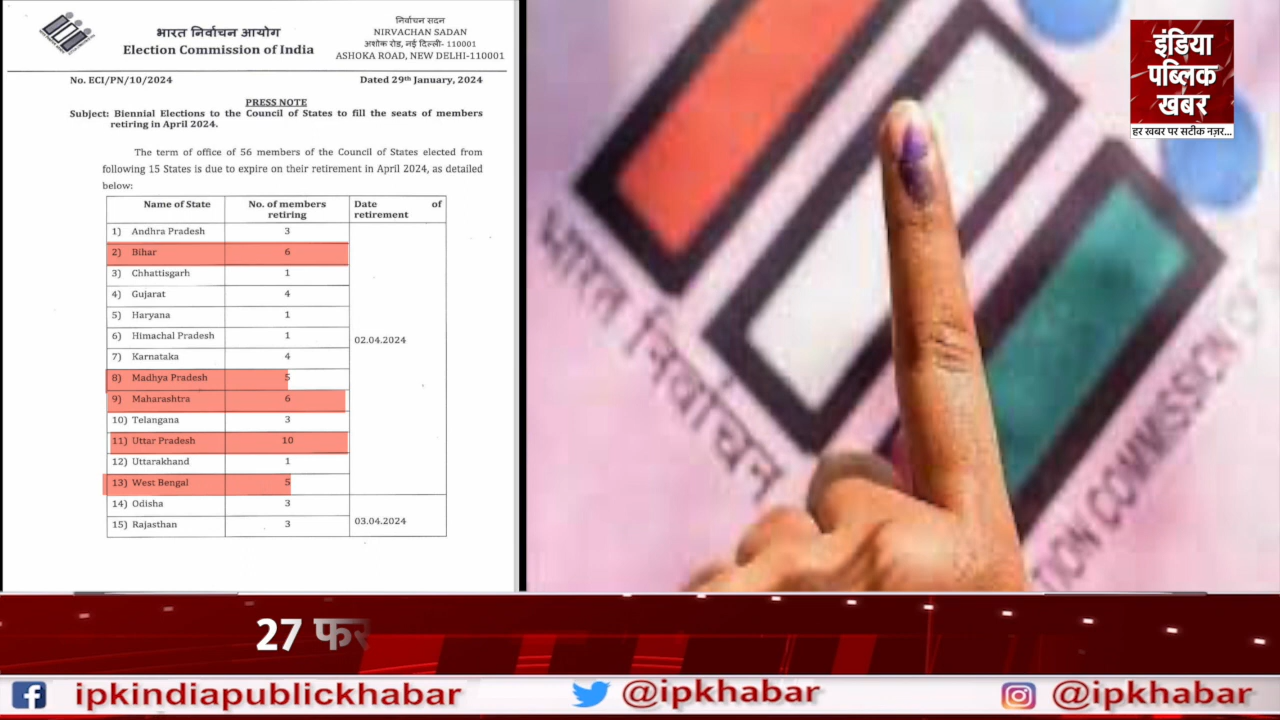 भारत निर्वाचन आयोग
Election Commission of India
निर्वाचन सदन
NIRVACHAN SADAN
अशोक रोड, नई दिल्ली- 110001
ASHOKA ROAD, NEW DELHI-110001
No. ECI/PN/10/2024 Dated 29th January, 2024
PRESS NOTE
Subject: Biennial Elections to the Council of States to fill the seats of members
retiring in April 2024.
The term of office of 56 members of the Council of States elected from
following 15 States is due to expire on their retirement in April 2024, as detailed
below:
Name of State No. of members retiring Date of retirement
1) Andhra Pradesh 3
2) Bihar 6
3) Chhattisgarh 1
4) Gujarat 4
5) Haryana 1
6) Himachal Pradesh 1
02.04.2024
7) Karnataka 4
8) Madhya Pradesh 5
9) Maharashtra 6
10) Telangana 3
11) Uttar Pradesh 10
12) Uttarakhand 1
13) West Bengal 5
14) Odisha 3
15) Rajasthan 3
03.04.2024
इंडिया
पब्लिक
खबर
हर खबर पर सटीक नज़र...
भारत निर्वाचन
TION COMMISSION O
27 फर
ipkindiapublickhabar @ipkhabar @ipkhabar